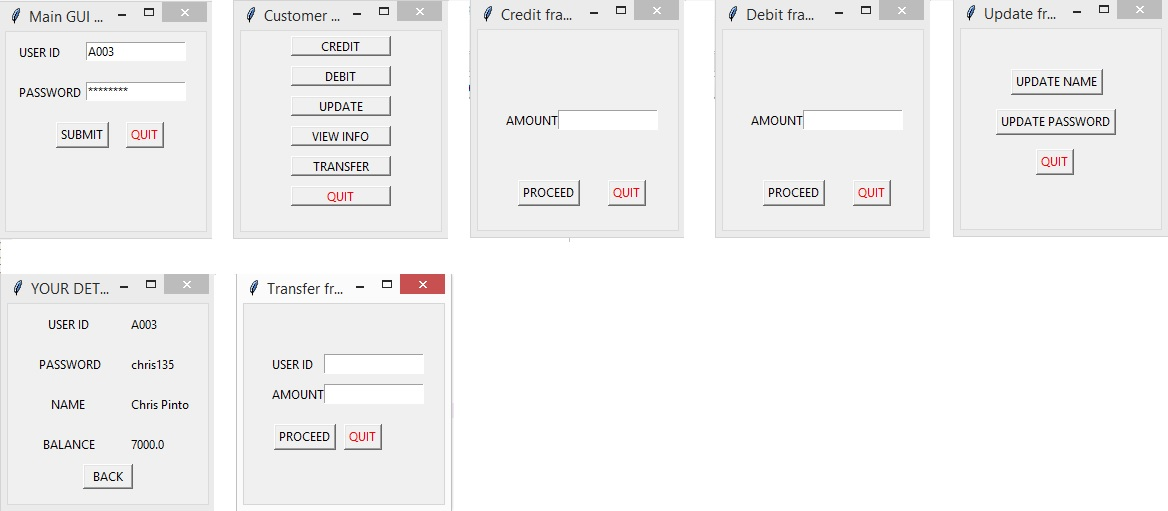 Main GUI ...
USER ID A003
PASSWORD ********
SUBMIT QUIT
Customer ...
CREDIT
DEBIT
UPDATE
VIEW INFO
TRANSFER
QUIT
Credit fra...
AMOUNT
PROCEED QUIT
Debit fra...
AMOUNT
PROCEED QUIT
Update fr...
UPDATE NAME
UPDATE PASSWORD
QUIT
YOUR DET...
USER ID A003
PASSWORD chris135
NAME Chris Pinto
BALANCE 7000.0
BACK
Transfer fr...
USER ID
AMOUNT
PROCEED QUIT